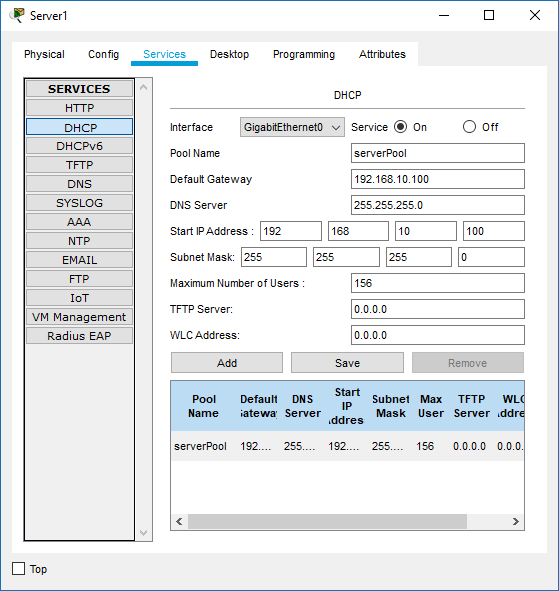 Server1
Physical Config Services Desktop Programming Attributes
SERVICES
HTTP
DHCP
DHCPv6
TFTP
DNS
SYSLOG
AAA
NTP
EMAIL
FTP
IoT
VM Management
Radius EAP
DHCP
Interface GigabitEthernet0 Service On Off
Pool Name serverPool
Default Gateway 192.168.10.100
DNS Server 255.255.255.0
Start IP Address : 192 168 10 100
Subnet Mask: 255 255 255 0
Maximum Number of Users : 156
TFTP Server: 0.0.0.0
WLC Address: 0.0.0.0
Add Save Remove
Pool Name Default Gateway DNS Server Start IP Addres Subnet Mask Max User TFTP Server WLC Addre
serverPool 192.... 255.... 192.... 255.... 156 0.0.0.0 0.0.0.
Top